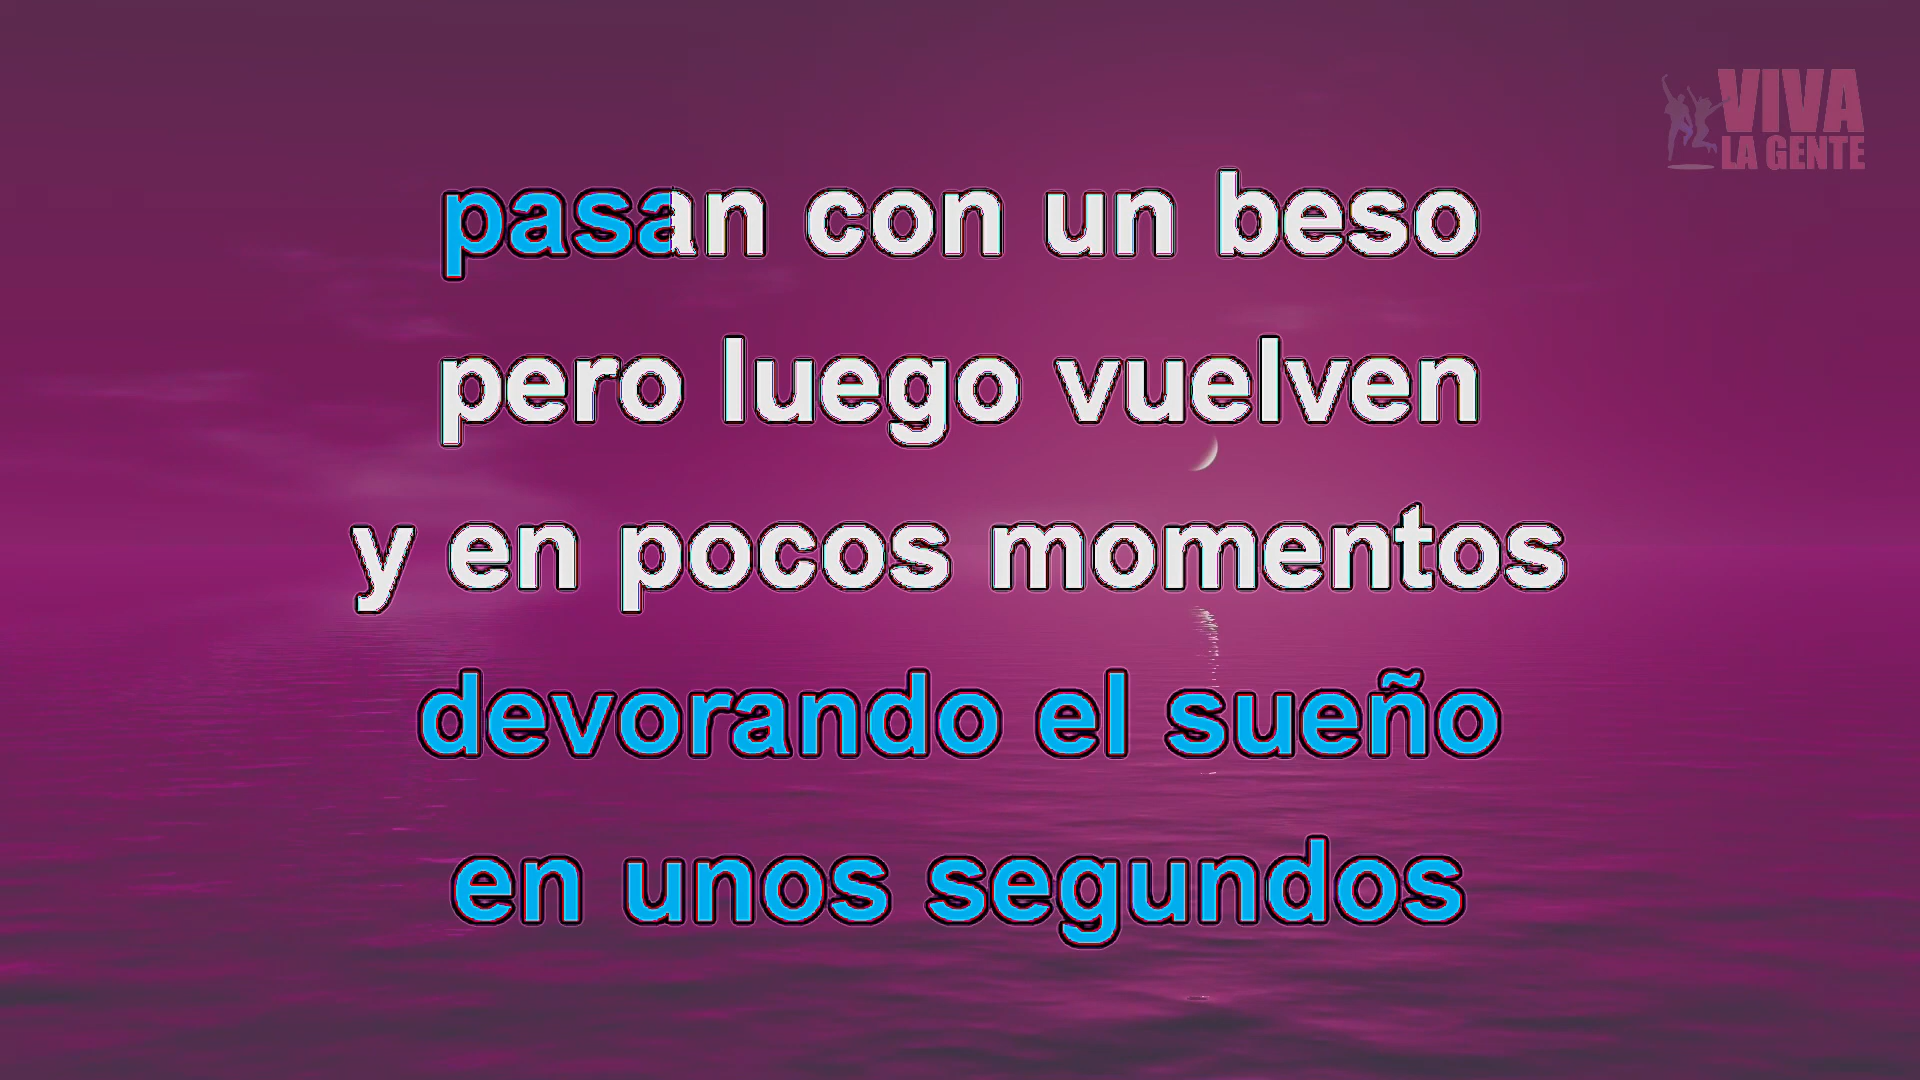 VIVA
LA GENTE
pasan con un beso
pero luego vuelven
y en pocos momentos
devorando el sueño
en unos segundos